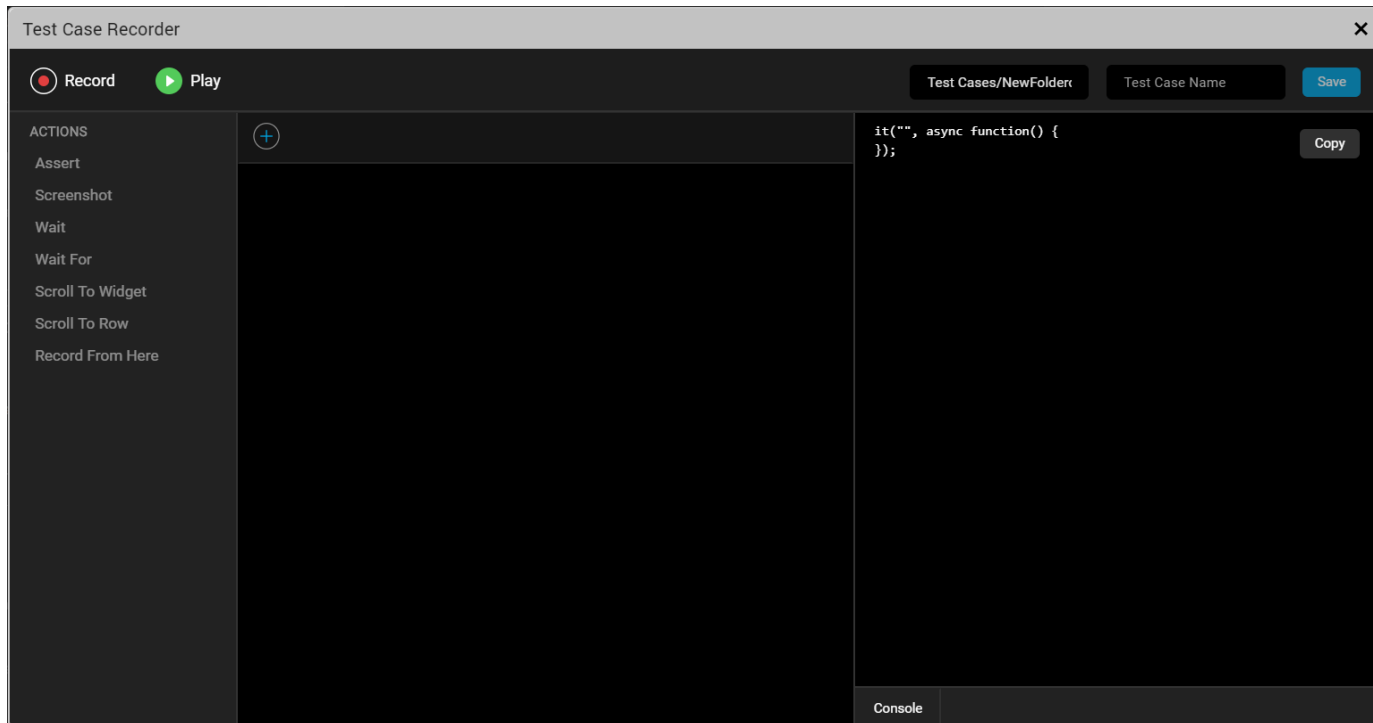 Test Case Recorder
Record Play Test Cases/NewFolder Test Case Name Save
ACTIONS
Assert
Screenshot
Wait
Wait For
Scroll To Widget
Scroll To Row
Record From Here
it("", async function() {
});
Copy
Console